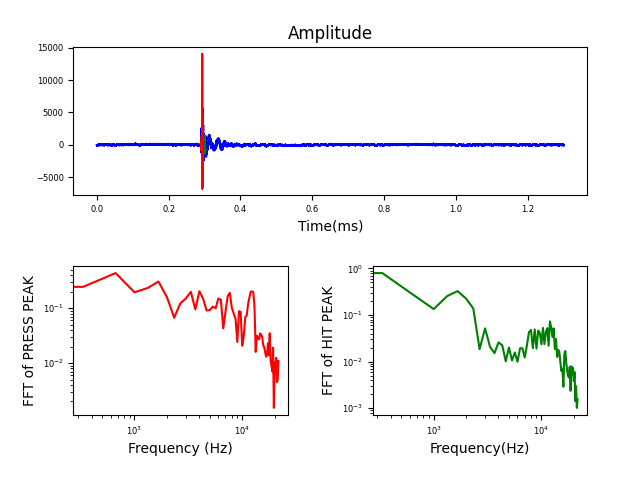 Amplitude
15000
10000
5000
0
−5000
0.0 0.2 0.4 0.6 0.8 1.0 1.2
Time(ms)
FFT of PRESS PEAK
10⁻¹
10⁻²
10³ 10⁴
Frequency (Hz)
FFT of HIT PEAK
10⁰
10⁻¹
10⁻²
10⁻³
10³ 10⁴
Frequency(Hz)